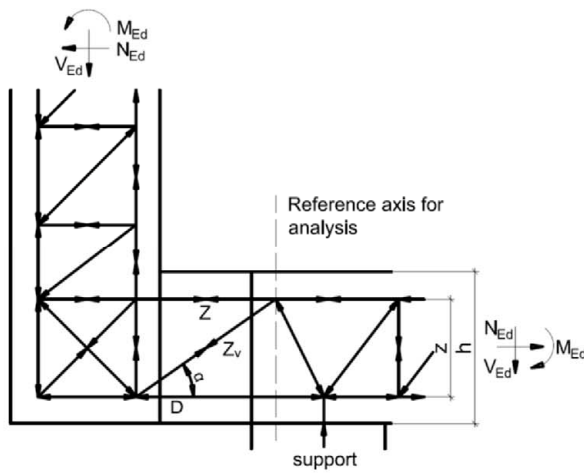 M_Ed
N_Ed
V_Ed
Reference axis for
analysis
Z
Z_v
α
D
z
h
N_Ed
V_Ed
M_Ed
support